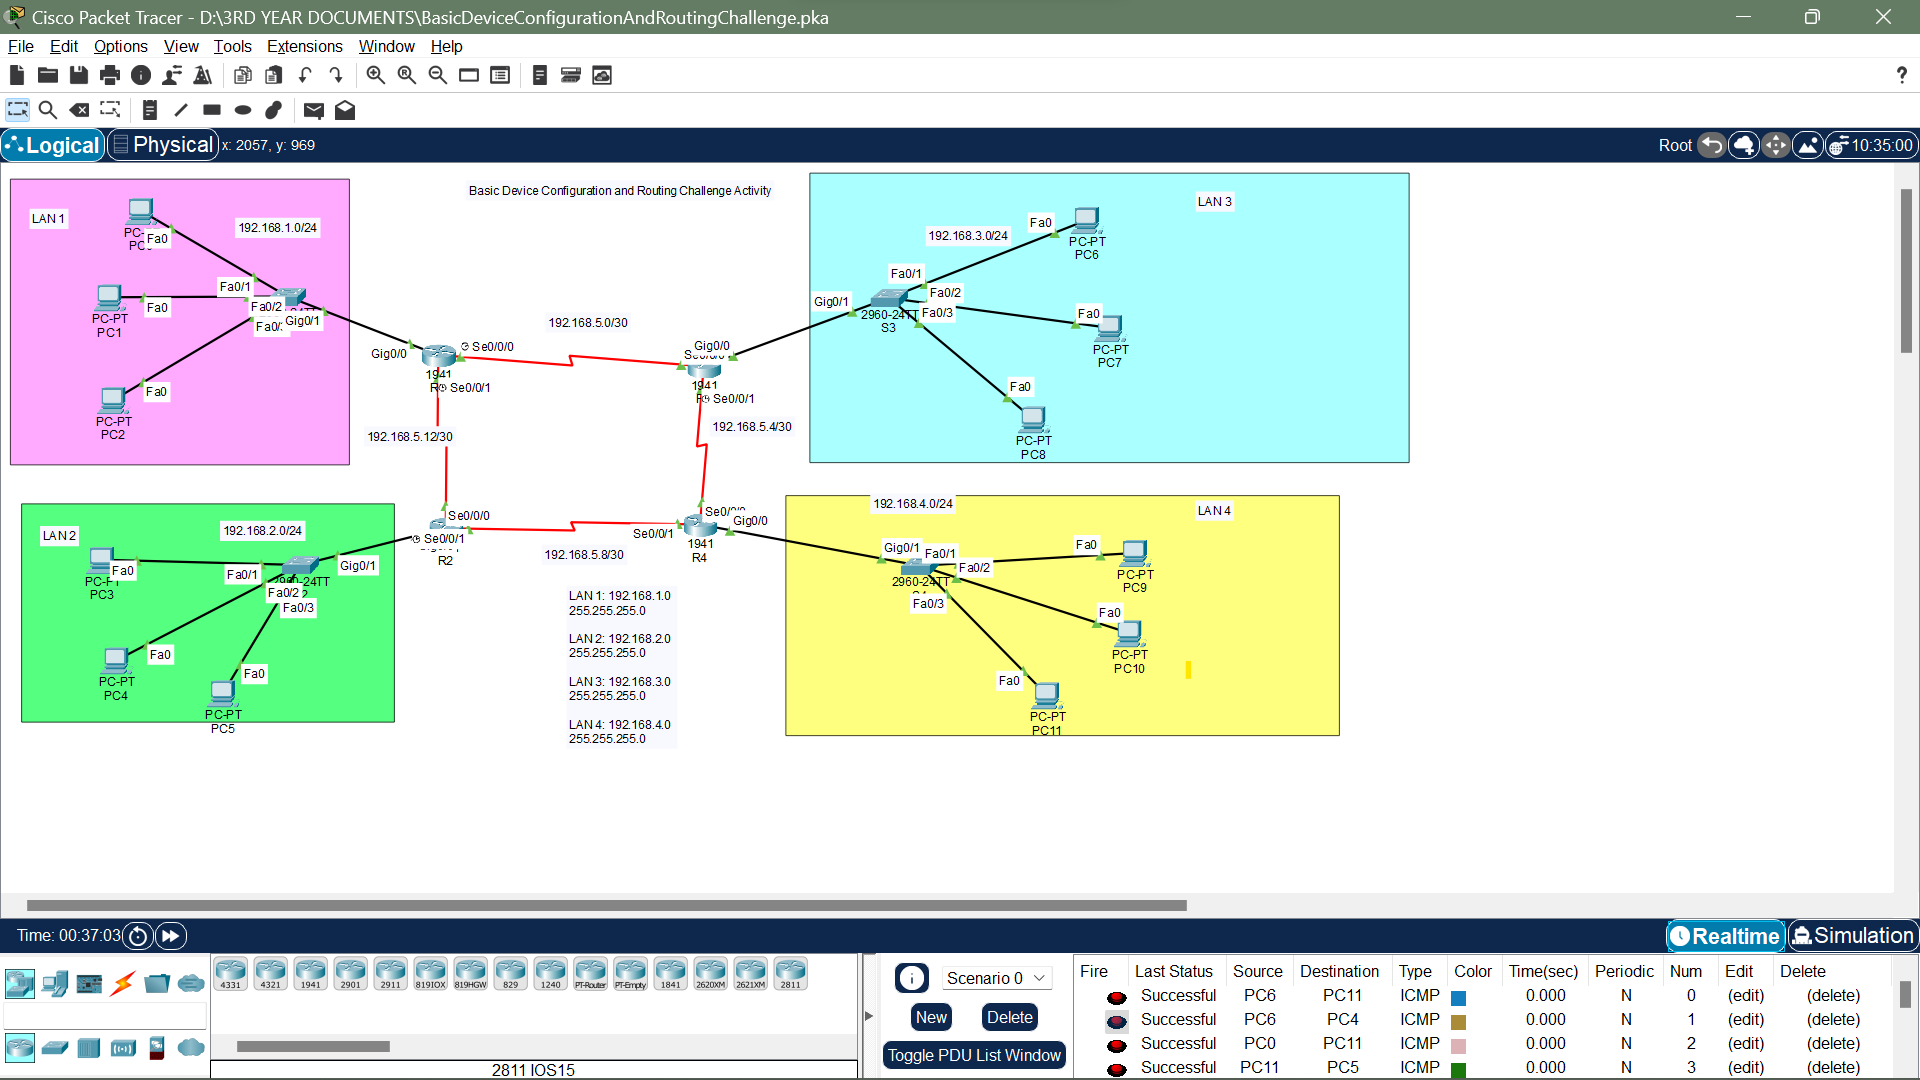 Cisco Packet Tracer - D:\3RD YEAR DOCUMENTS\BasicDeviceConfigurationAndRoutingChallenge.pka
File Edit Options View Tools Extensions Window Help
?
Logical Physical x: 2057, y: 969 Root 10:35:00
Basic Device Configuration and Routing Challenge Activity
LAN 1
192.168.1.0/24
Fa0
Fa0/1
PC-PT
PC1
Fa0
Fa0/2
Gig0/1
PC-PT
PC2
Fa0
LAN 3
192.168.3.0/24
Fa0
PC-PT
PC6
Fa0/1
Gig0/1
Fa0/2
Fa0/3
2960-24TT
S3
Fa0
PC-PT
PC7
Fa0
PC-PT
PC8
192.168.5.0/30
Gig0/0
Se0/0/0
1941
Se0/0/1
Gig0/0
1941
Se0/0/1
192.168.5.12/30
192.168.5.4/30
LAN 2
192.168.2.0/24
Fa0
PC3
Fa0/1
Gig0/1
Fa0/2
Fa0/3
Fa0
PC-PT
PC4
Fa0
PC-PT
PC5
Se0/0/0
Se0/0/1
R2
192.168.5.8/30
Se0/0/1
Gig0/0
1941
R4
LAN 4
192.168.4.0/24
Gig0/1
Fa0/1
Fa0/2
2960-24TT
Fa0/3
Fa0
PC-PT
PC9
Fa0
PC-PT
PC10
Fa0
PC-PT
PC11
LAN 1: 192.168.1.0
255.255.255.0
LAN 2: 192.168.2.0
255.255.255.0
LAN 3: 192.168.3.0
255.255.255.0
LAN 4: 192.168.4.0
255.255.255.0
Time: 00:37:03
Realtime Simulation
4331 4321 1941 2901 2911 819IOX 819HGW 829 1240 PT-Router PT-Empty 1841 2620XM 2621XM 2811
2811 IOS15
Scenario 0
New Delete
Toggle PDU List Window
Fire Last Status Source Destination Type Color Time(sec) Periodic Num Edit Delete
Successful PC6 PC11 ICMP 0.000 N 0 (edit) (delete)
Successful PC6 PC4 ICMP 0.000 N 1 (edit) (delete)
Successful PC0 PC11 ICMP 0.000 N 2 (edit) (delete)
Successful PC11 PC5 ICMP 0.000 N 3 (edit) (delete)